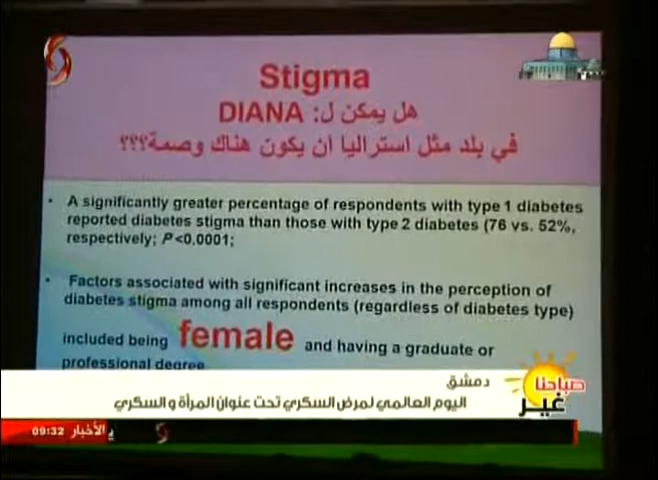 Stigma
هل يمكن ل: DIANA
في بلد مثل استراليا ان يكون هناك وصمة؟؟؟
• A significantly greater percentage of respondents with type 1 diabetes
reported diabetes stigma than those with type 2 diabetes (76 vs. 52%,
respectively; P<0.0001;
• Factors associated with significant increases in the perception of
diabetes stigma among all respondents (regardless of diabetes type)
included being female and having a graduate or
professional degree
دمشق
اليوم العالمي لمرض السكري تحت عنوان المرأة و السكري
صباحنا
غير
09:32 الأخبار